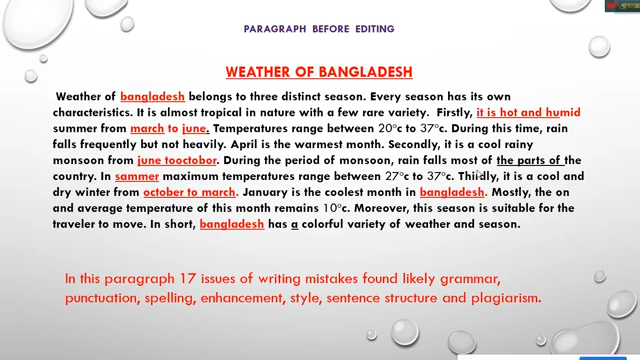 PARAGRAPH BEFORE EDITING
WEATHER OF BANGLADESH
Weather of bangladesh belongs to three distinct season. Every season has its own
characteristics. It is almost tropical in nature with a few rare variety. Firstly, it is hot and humid
summer from march to june. Temperatures range between 20°c to 37°c. During this time, rain
falls frequently but not heavily. April is the warmest month. Secondly, it is a cool rainy
monsoon from june tooctobor. During the period of monsoon, rain falls most of the parts of the
country. In sammer maximum temperatures range between 27°c to 37°c. Thirdly, it is a cool and
dry winter from october to march. January is the coolest month in bangladesh. Mostly, the on
and average temperature of this month remains 10°c. Moreover, this season is suitable for the
traveler to move. In short, bangladesh has a colorful variety of weather and season.
In this paragraph 17 issues of writing mistakes found likely grammar,
punctuation, spelling, enhancement, style, sentence structure and plagiarism.